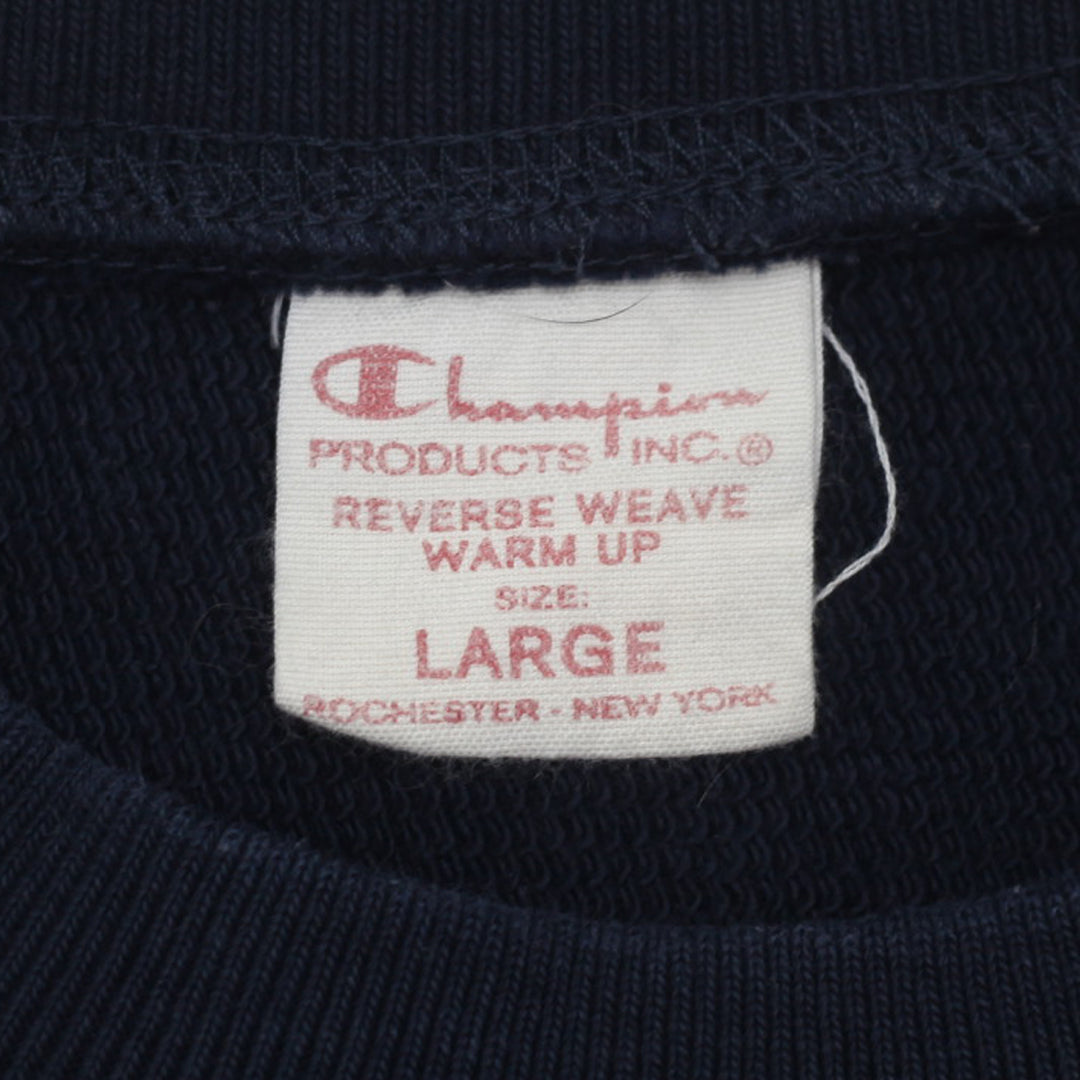 Champion
PRODUCTS INC.®
REVERSE WEAVE
WARM UP
SIZE:
LARGE
ROCHESTER - NEW YORK